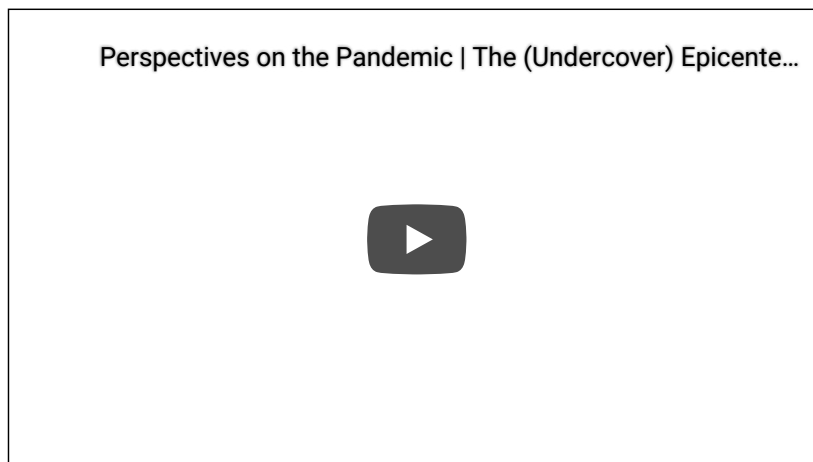 Perspectives on the Pandemic | The (Undercover) Epicente...